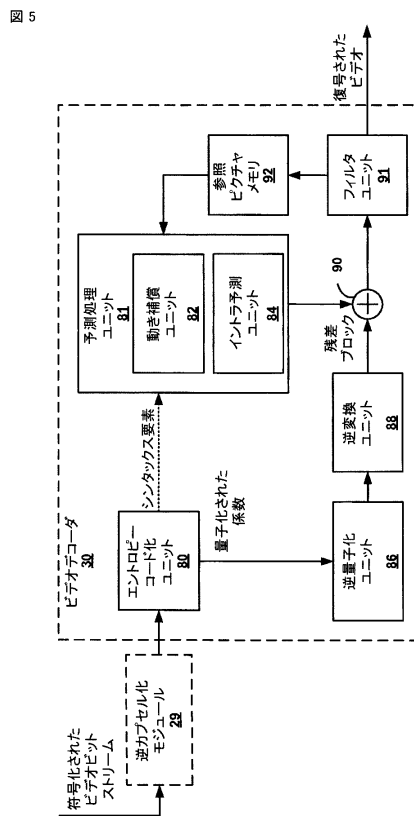 図 5
符号化された
ビデオビット
ストリーム
逆カプセル化
モジュール
29
ビデオデコーダ
30
エントロピー
コード化
ユニット
80
シンタックス要素
量子化された
係数
予測処理
ユニット
81
動き補償
ユニット
82
イントラ予測
ユニット
84
逆量子化
ユニット
86
逆変換
ユニット
88
残差
ブロック
90
参照
ピクチャ
メモリ
92
フィルタ
ユニット
91
復号された
ビデオ